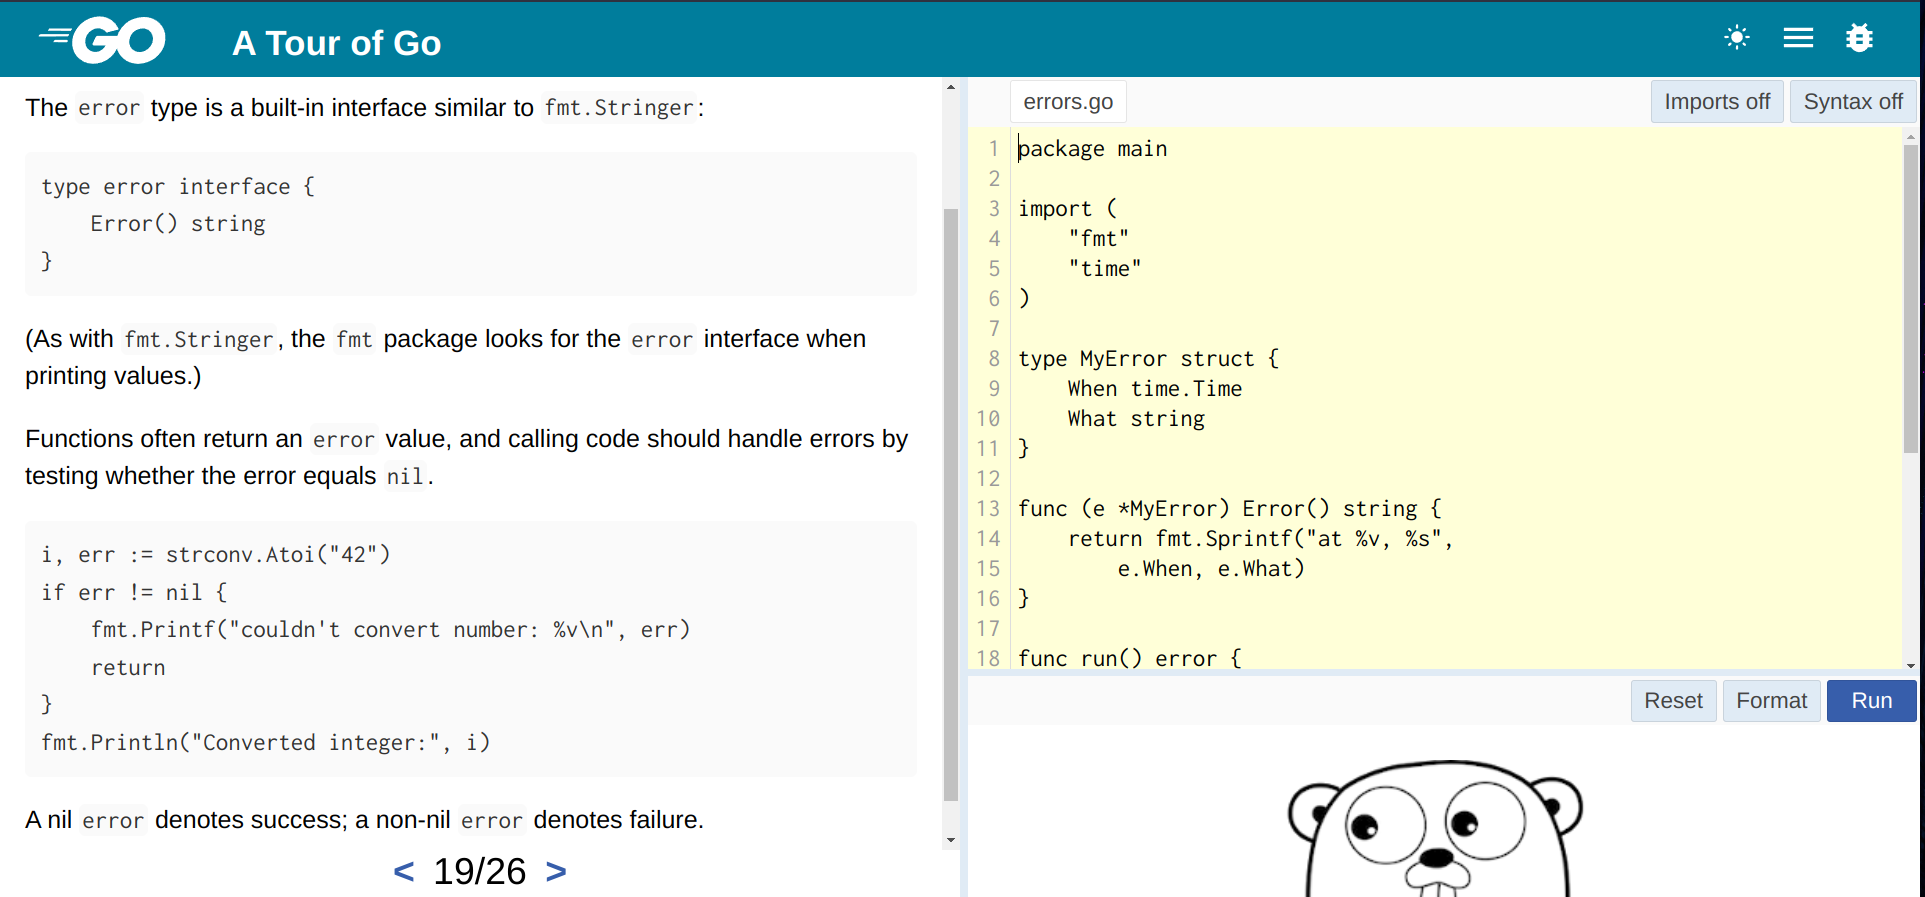 GO
A Tour of Go
The error type is a built-in interface similar to fmt.Stringer:
type error interface {
    Error() string
}
(As with fmt.Stringer, the fmt package looks for the error interface when
printing values.)
Functions often return an error value, and calling code should handle errors by
testing whether the error equals nil.
i, err := strconv.Atoi("42")
if err != nil {
    fmt.Printf("couldn't convert number: %v\n", err)
    return
}
fmt.Println("Converted integer:", i)
A nil error denotes success; a non-nil error denotes failure.
< 19/26 >
errors.go
Imports off
Syntax off
1 package main
2
3 import (
4     "fmt"
5     "time"
6 )
7
8 type MyError struct {
9     When time.Time
10     What string
11 }
12
13 func (e *MyError) Error() string {
14     return fmt.Sprintf("at %v, %s",
15         e.When, e.What)
16 }
17
18 func run() error {
Reset
Format
Run